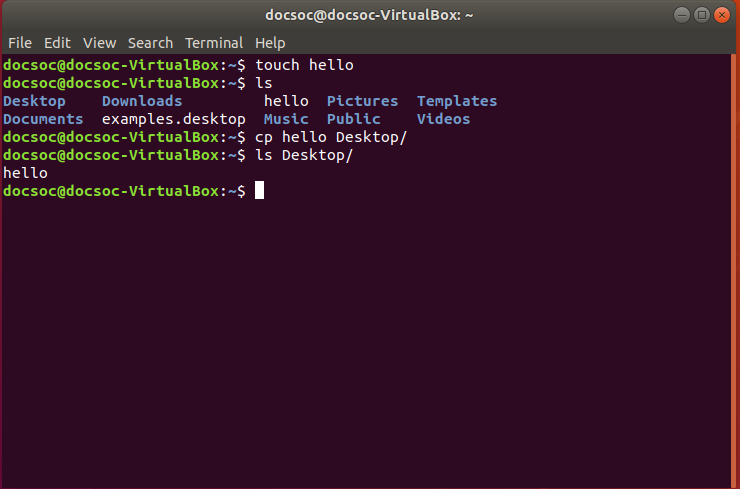 docsoc@docsoc-VirtualBox: ~
File Edit View Search Terminal Help
docsoc@docsoc-VirtualBox:~$ touch hello
docsoc@docsoc-VirtualBox:~$ ls
Desktop    Downloads         hello  Pictures  Templates
Documents  examples.desktop  Music  Public    Videos
docsoc@docsoc-VirtualBox:~$ cp hello Desktop/
docsoc@docsoc-VirtualBox:~$ ls Desktop/
hello
docsoc@docsoc-VirtualBox:~$